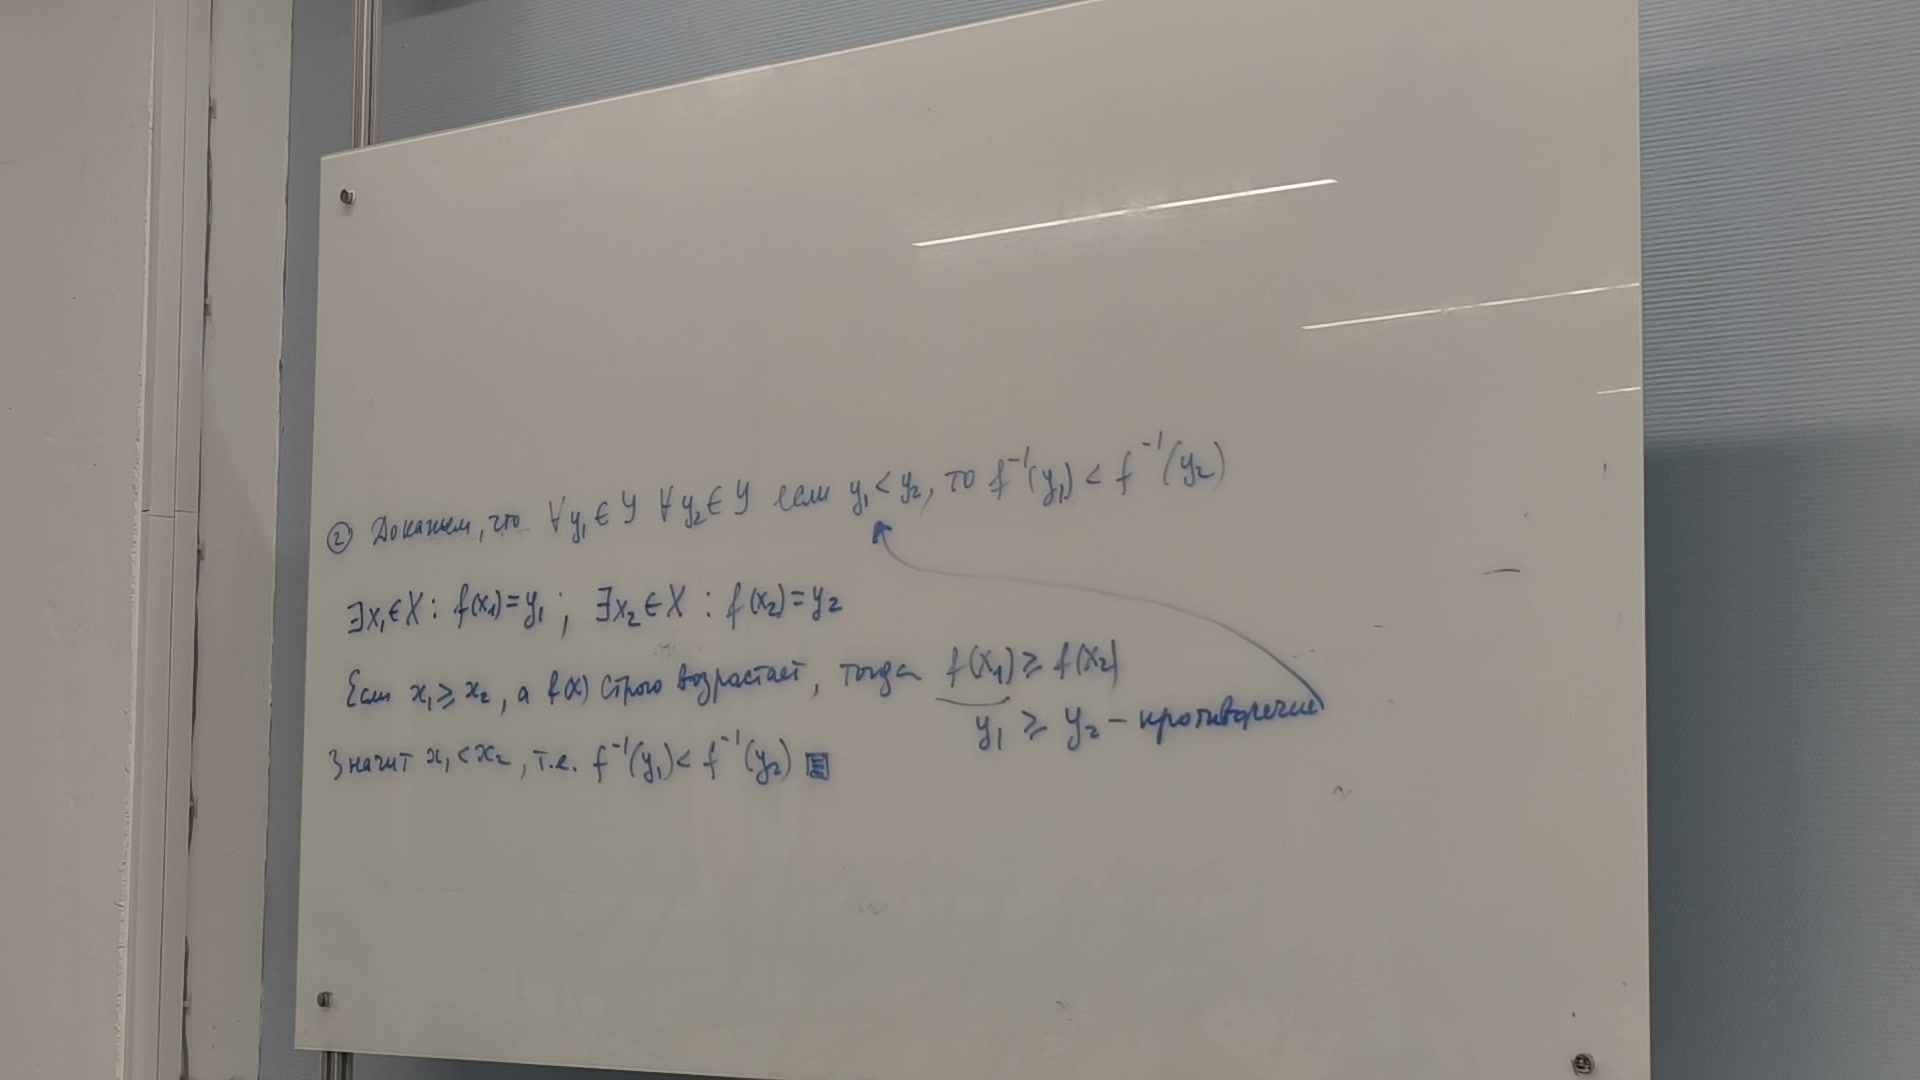 ② Докажем, что ∀y₁∈Y ∀y₂∈Y если y₁<y₂, то f⁻¹(y₁) < f⁻¹(y₂)
∃x₁∈X: f(x₁)=y₁; ∃x₂∈X : f(x₂)=y₂
Если x₁⩾x₂, а f(x) строго возрастает, тогда f(x₁)⩾f(x₂)
y₁ ⩾ y₂ – противоречие
Значит x₁<x₂, т.е. f⁻¹(y₁)< f⁻¹(y₂)